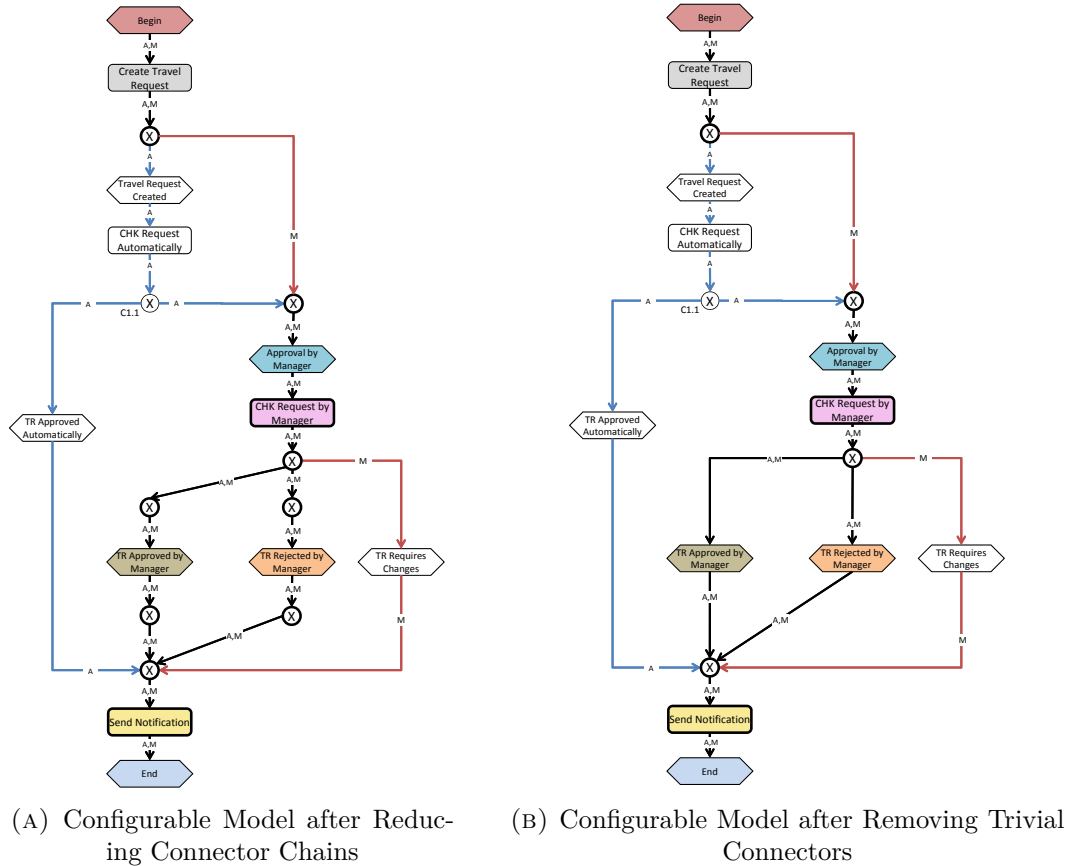 Begin
A,M
Create Travel
Request
A,M
X
A
M
Travel Request
Created
A
CHK Request
Automatically
A
A
X
A
X
C1.1
A,M
Approval by
Manager
A,M
CHK Request by
Manager
TR Approved
Automatically
A,M
X
M
A,M
A,M
X
X
A,M
A,M
TR Approved by
Manager
TR Rejected by
Manager
TR Requires
Changes
A,M
A,M
X
X
M
A,M
A,M
A
X
A,M
Send Notification
A,M
End
(A) Configurable Model after Reduc-
ing Connector Chains
Begin
A,M
Create Travel
Request
A,M
X
A
M
Travel Request
Created
A
CHK Request
Automatically
A
A
X
A
X
C1.1
A,M
Approval by
Manager
A,M
CHK Request by
Manager
TR Approved
Automatically
A,M
A,M
X
M
A,M
TR Approved by
Manager
TR Rejected by
Manager
TR Requires
Changes
A,M
A,M
M
A
X
A,M
Send Notification
A,M
End
(B) Configurable Model after Removing Trivial
Connectors